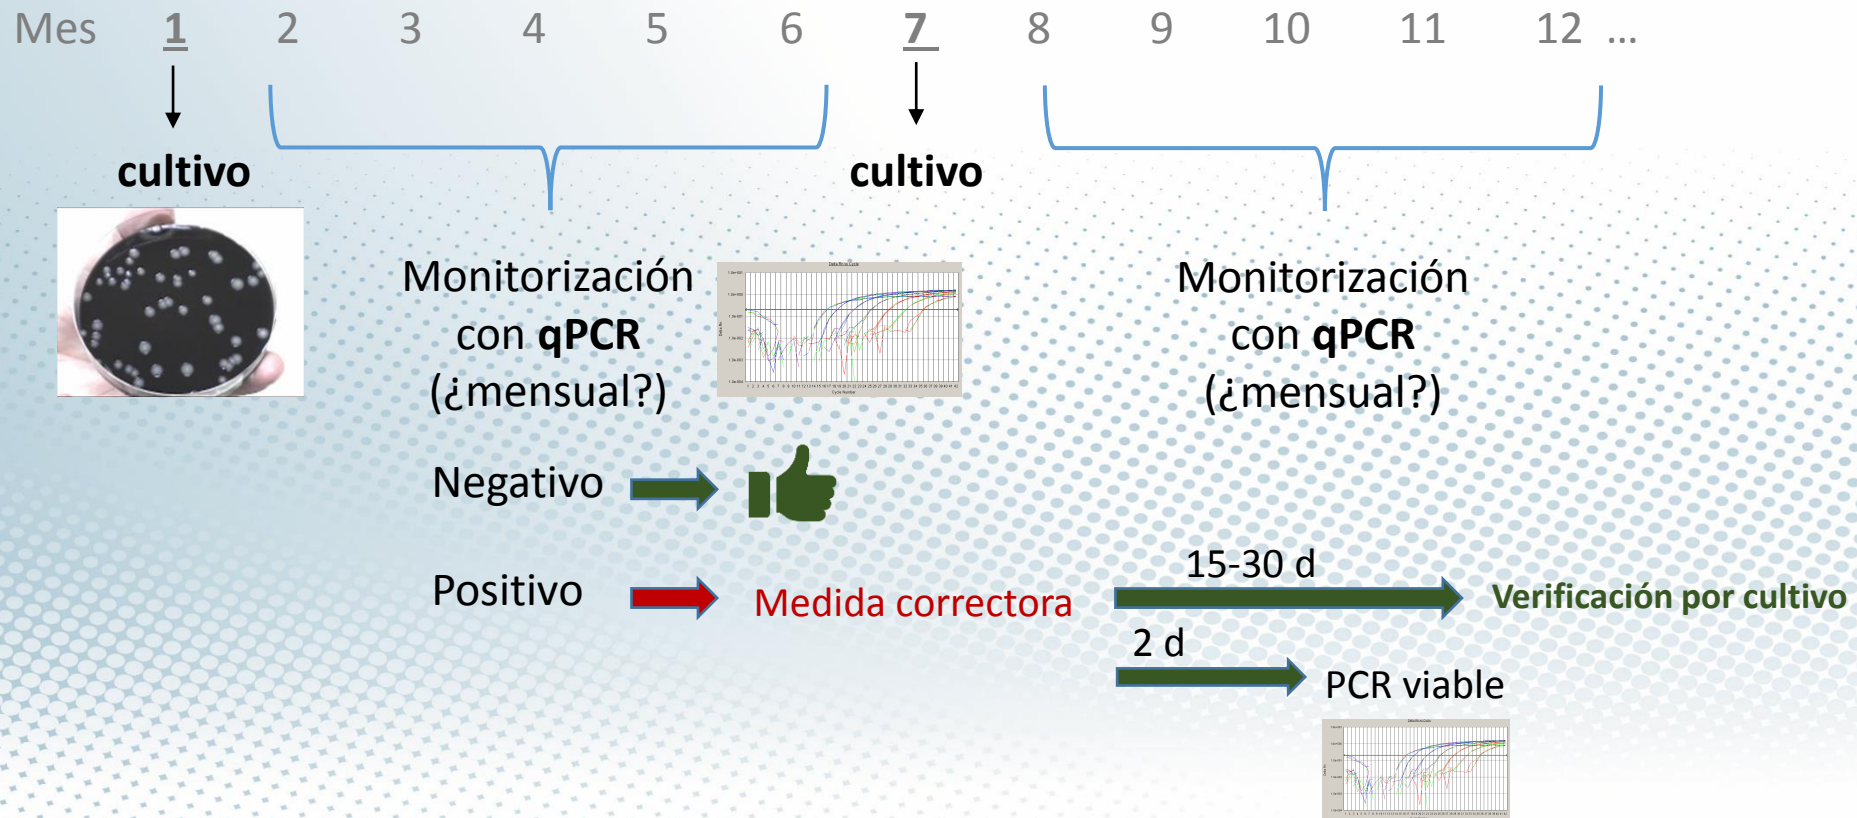 Mes 1 2 3 4 5 6 7 8 9 10 11 12 ...
cultivo
cultivo
Monitorización
con qPCR
(¿mensual?)
Monitorización
con qPCR
(¿mensual?)
Negativo
Positivo
Medida correctora
15-30 d
Verificación por cultivo
2 d
PCR viable